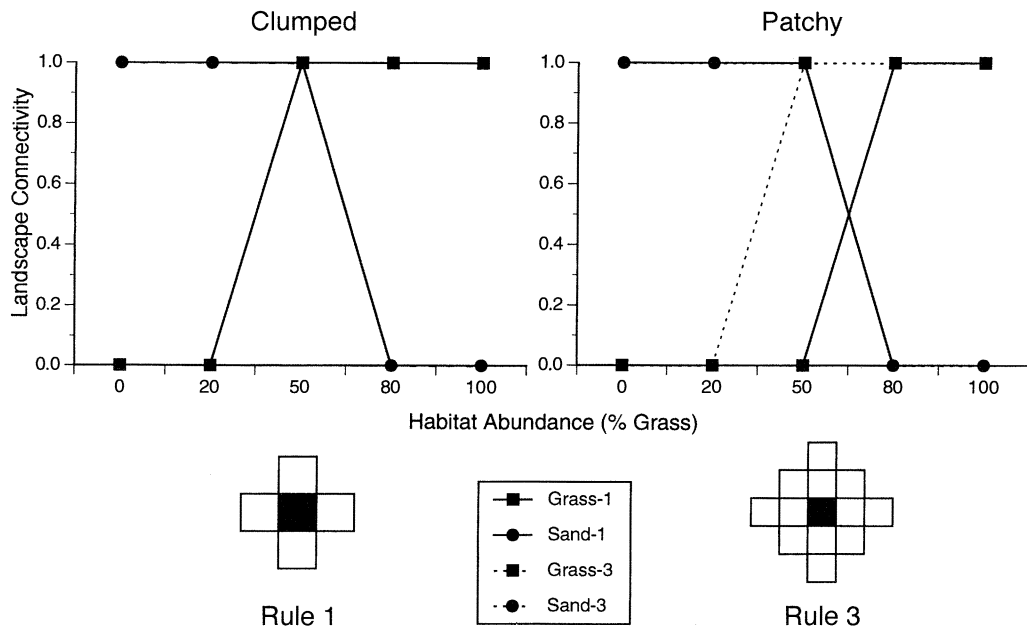 Clumped
Patchy
Landscape Connectivity
1.0
0.8
0.6
0.4
0.2
0.0
0 20 50 80 100
1.0
0.8
0.6
0.4
0.2
0.0
0 20 50 80 100
Habitat Abundance (% Grass)
Grass-1
Sand-1
Grass-3
Sand-3
Rule 1
Rule 3